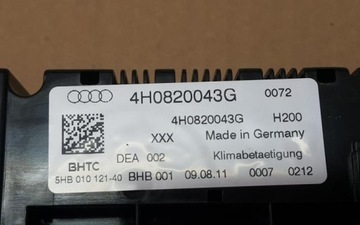 4H0820043G 0072
4H0820043G H200
XXX Made in Germany
BHTC DEA 002 Klimabetaetigung
5HB 010 121-40 BHB 001 09.08.11 0007 0212